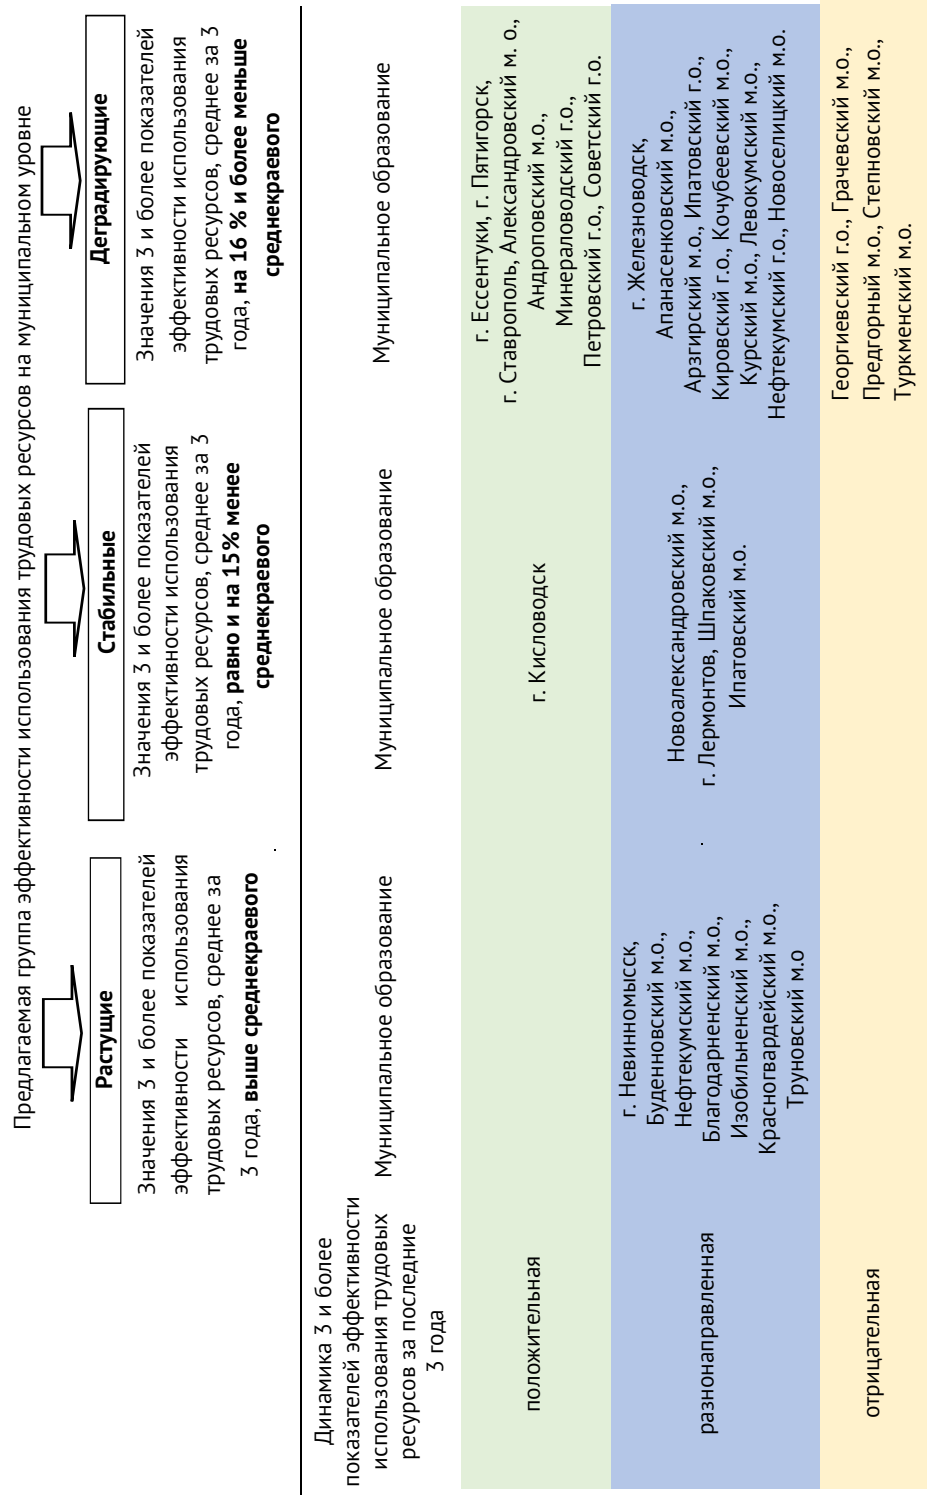 Предлагаемая группа эффективности использования трудовых ресурсов на муниципальном уровне
Растущие
Значения 3 и более показателей
эффективности использования
трудовых ресурсов, среднее за
3 года, выше среднекраевого
Стабильные
Значения 3 и более показателей
эффективности использования
трудовых ресурсов, среднее за 3
года, равно и на 15% менее
среднекраевого
Деградирующие
Значения 3 и более показателей
эффективности использования
трудовых ресурсов, среднее за 3
года, на 16 % и более меньше
среднекраевого
Динамика 3 и более
показателей эффективности
использования трудовых
ресурсов за последние
3 года
Муниципальное образование
Муниципальное образование
Муниципальное образование
положительная
г. Кисловодск
г. Ессентуки, г. Пятигорск,
г. Ставрополь, Александровский м. о.,
Андроповский м.о.,
Минераловодский г.о.,
Петровский г.о., Советский г.о.
разнонаправленная
г. Невинномысск,
Буденновский м.о.,
Нефтекумский м.о.,
Благодарненский м.о.,
Изобильненский м.о.,
Красногвардейский м.о.,
Труновский м.о
Новоалександровский м.о.,
г. Лермонтов, Шпаковский м.о.,
Ипатовский м.о.
г. Железноводск,
Апанасенковский м.о.,
Арзгирский м.о., Ипатовский г.о.,
Кировский г.о., Кочубеевский м.о.,
Курский м.о., Левокумский м.о.,
Нефтекумский г.о., Новоселицкий м.о.
отрицательная
Георгиевский г.о., Грачевский м.о.,
Предгорный м.о., Степновский м.о.,
Туркменский м.о.